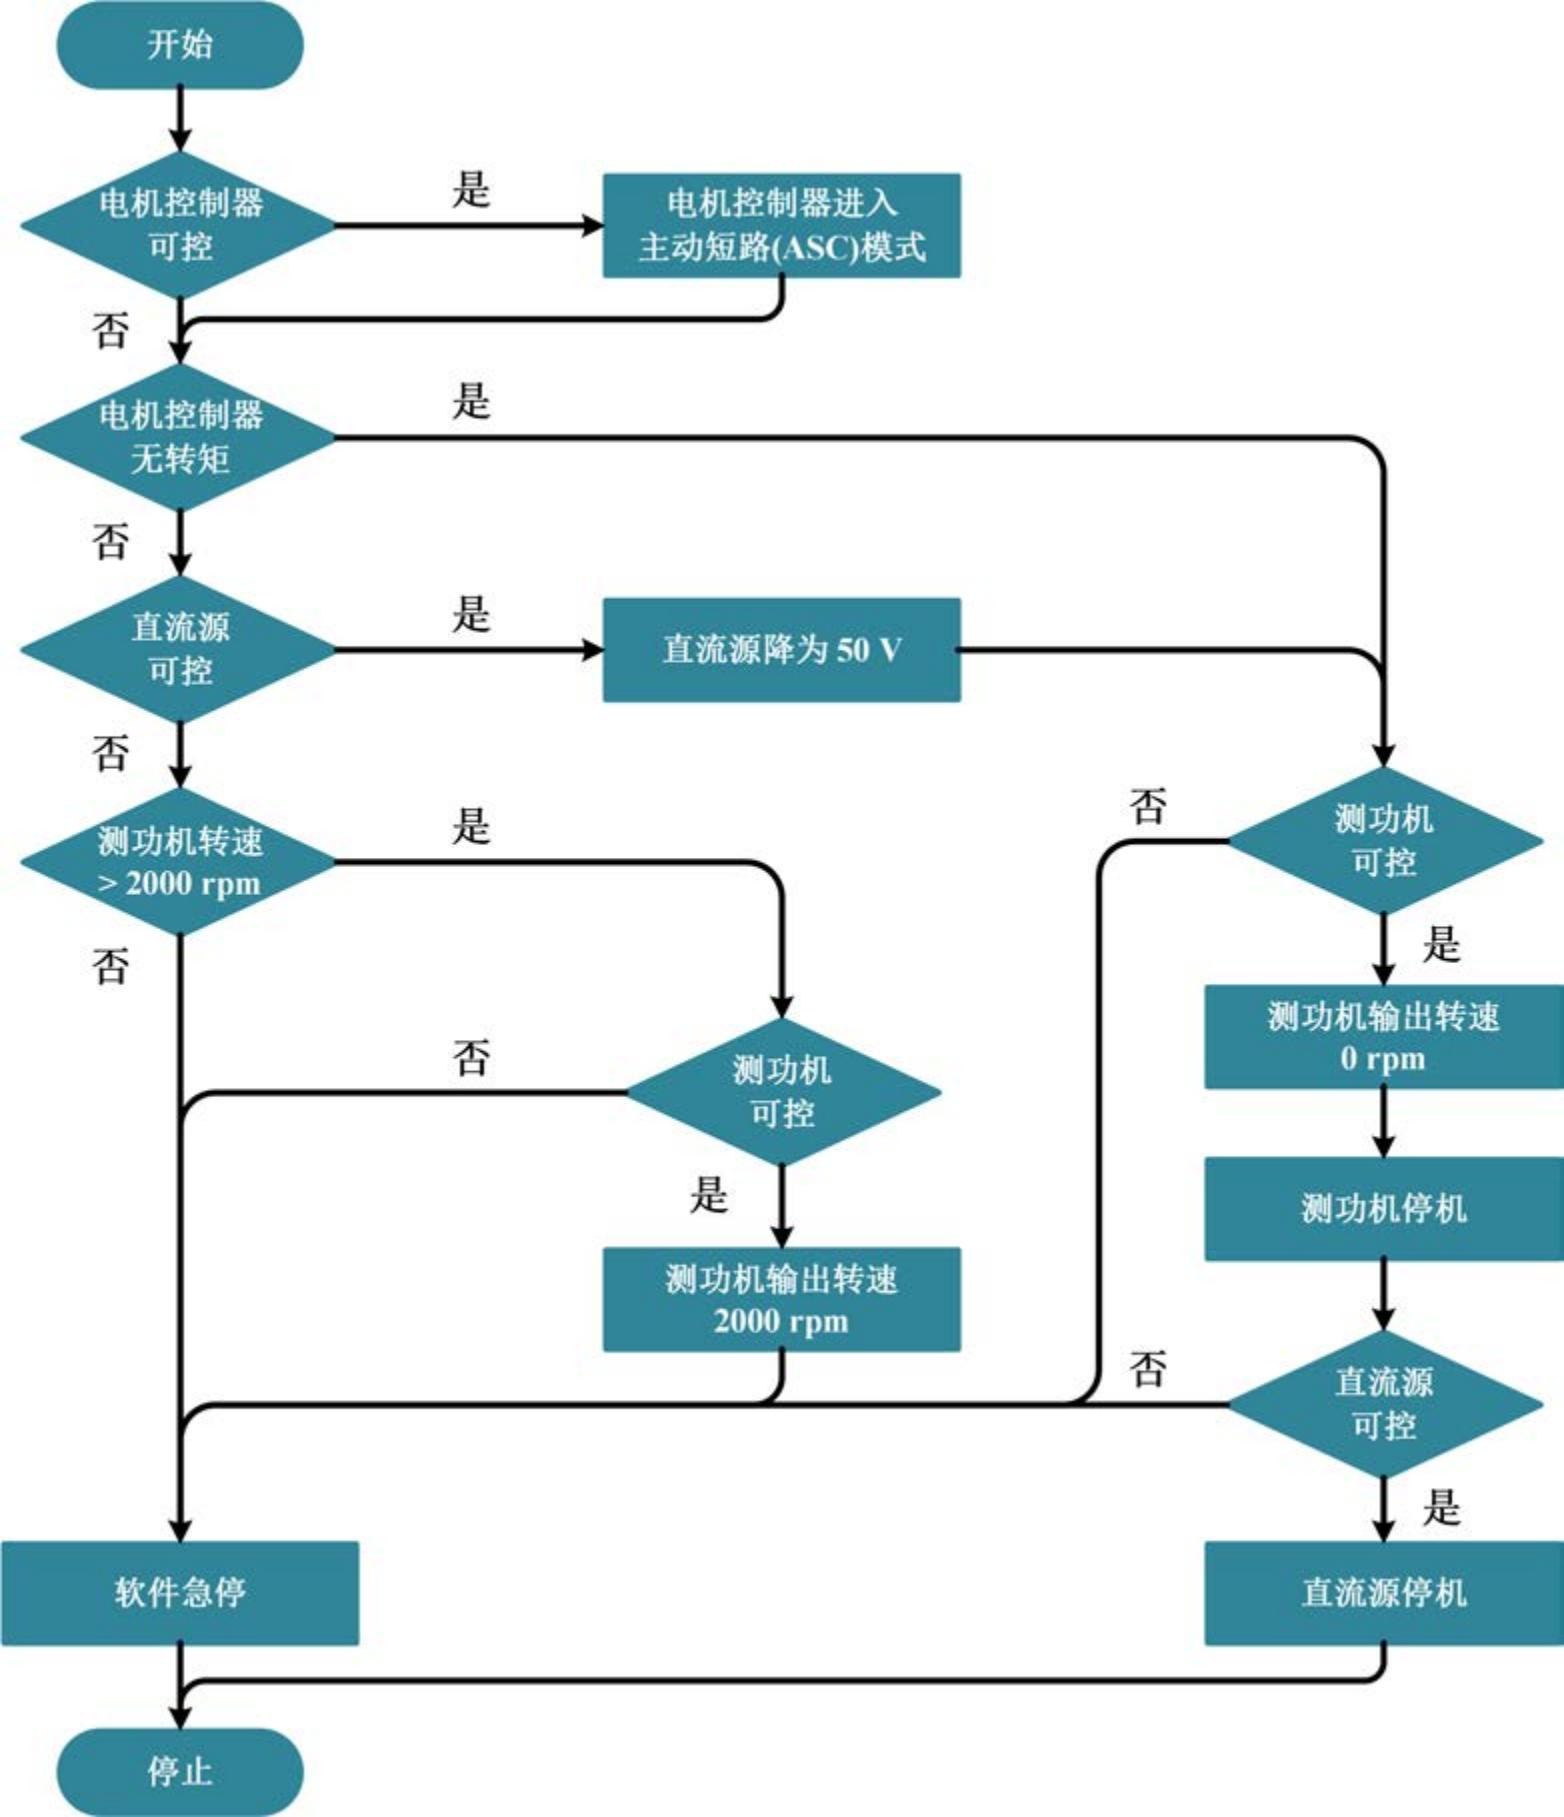 开始
电机控制器
可控
是
电机控制器进入
主动短路(ASC)模式
否
电机控制器
无转矩
是
否
直流源
可控
是
直流源降为 50 V
否
测功机转速
> 2000 rpm
是
否
测功机
可控
否
是
测功机输出转速
2000 rpm
测功机
可控
否
是
测功机输出转速
0 rpm
测功机停机
直流源
可控
否
是
直流源停机
软件急停
停止